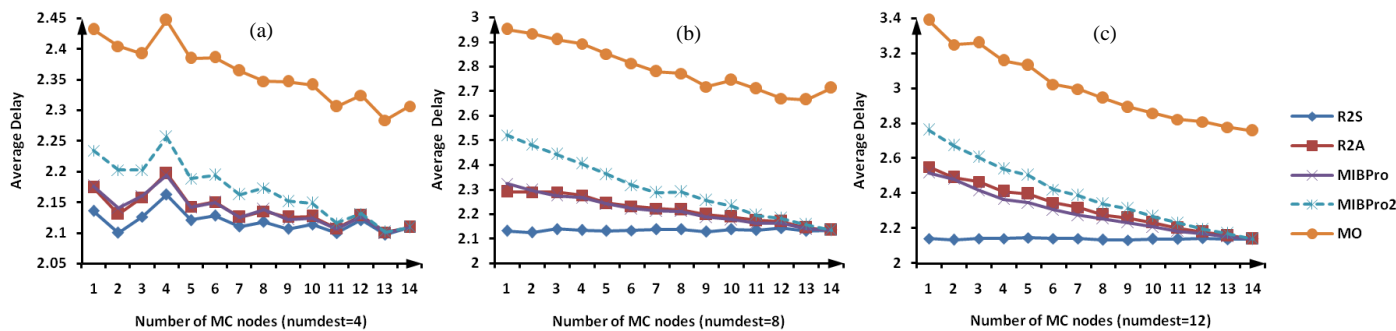 (a)
Average Delay
2.45
2.4
2.35
2.3
2.25
2.2
2.15
2.1
2.05
1 2 3 4 5 6 7 8 9 10 11 12 13 14
Number of MC nodes (numdest=4)
(b)
Average Delay
3
2.9
2.8
2.7
2.6
2.5
2.4
2.3
2.2
2.1
2
1 2 3 4 5 6 7 8 9 10 11 12 13 14
Number of MC nodes (numdest=8)
(c)
Average Delay
3.4
3.2
3
2.8
2.6
2.4
2.2
2
1 2 3 4 5 6 7 8 9 10 11 12 13 14
Number of MC nodes (numdest=12)
R2S
R2A
MIBPro
MIBPro2
MO